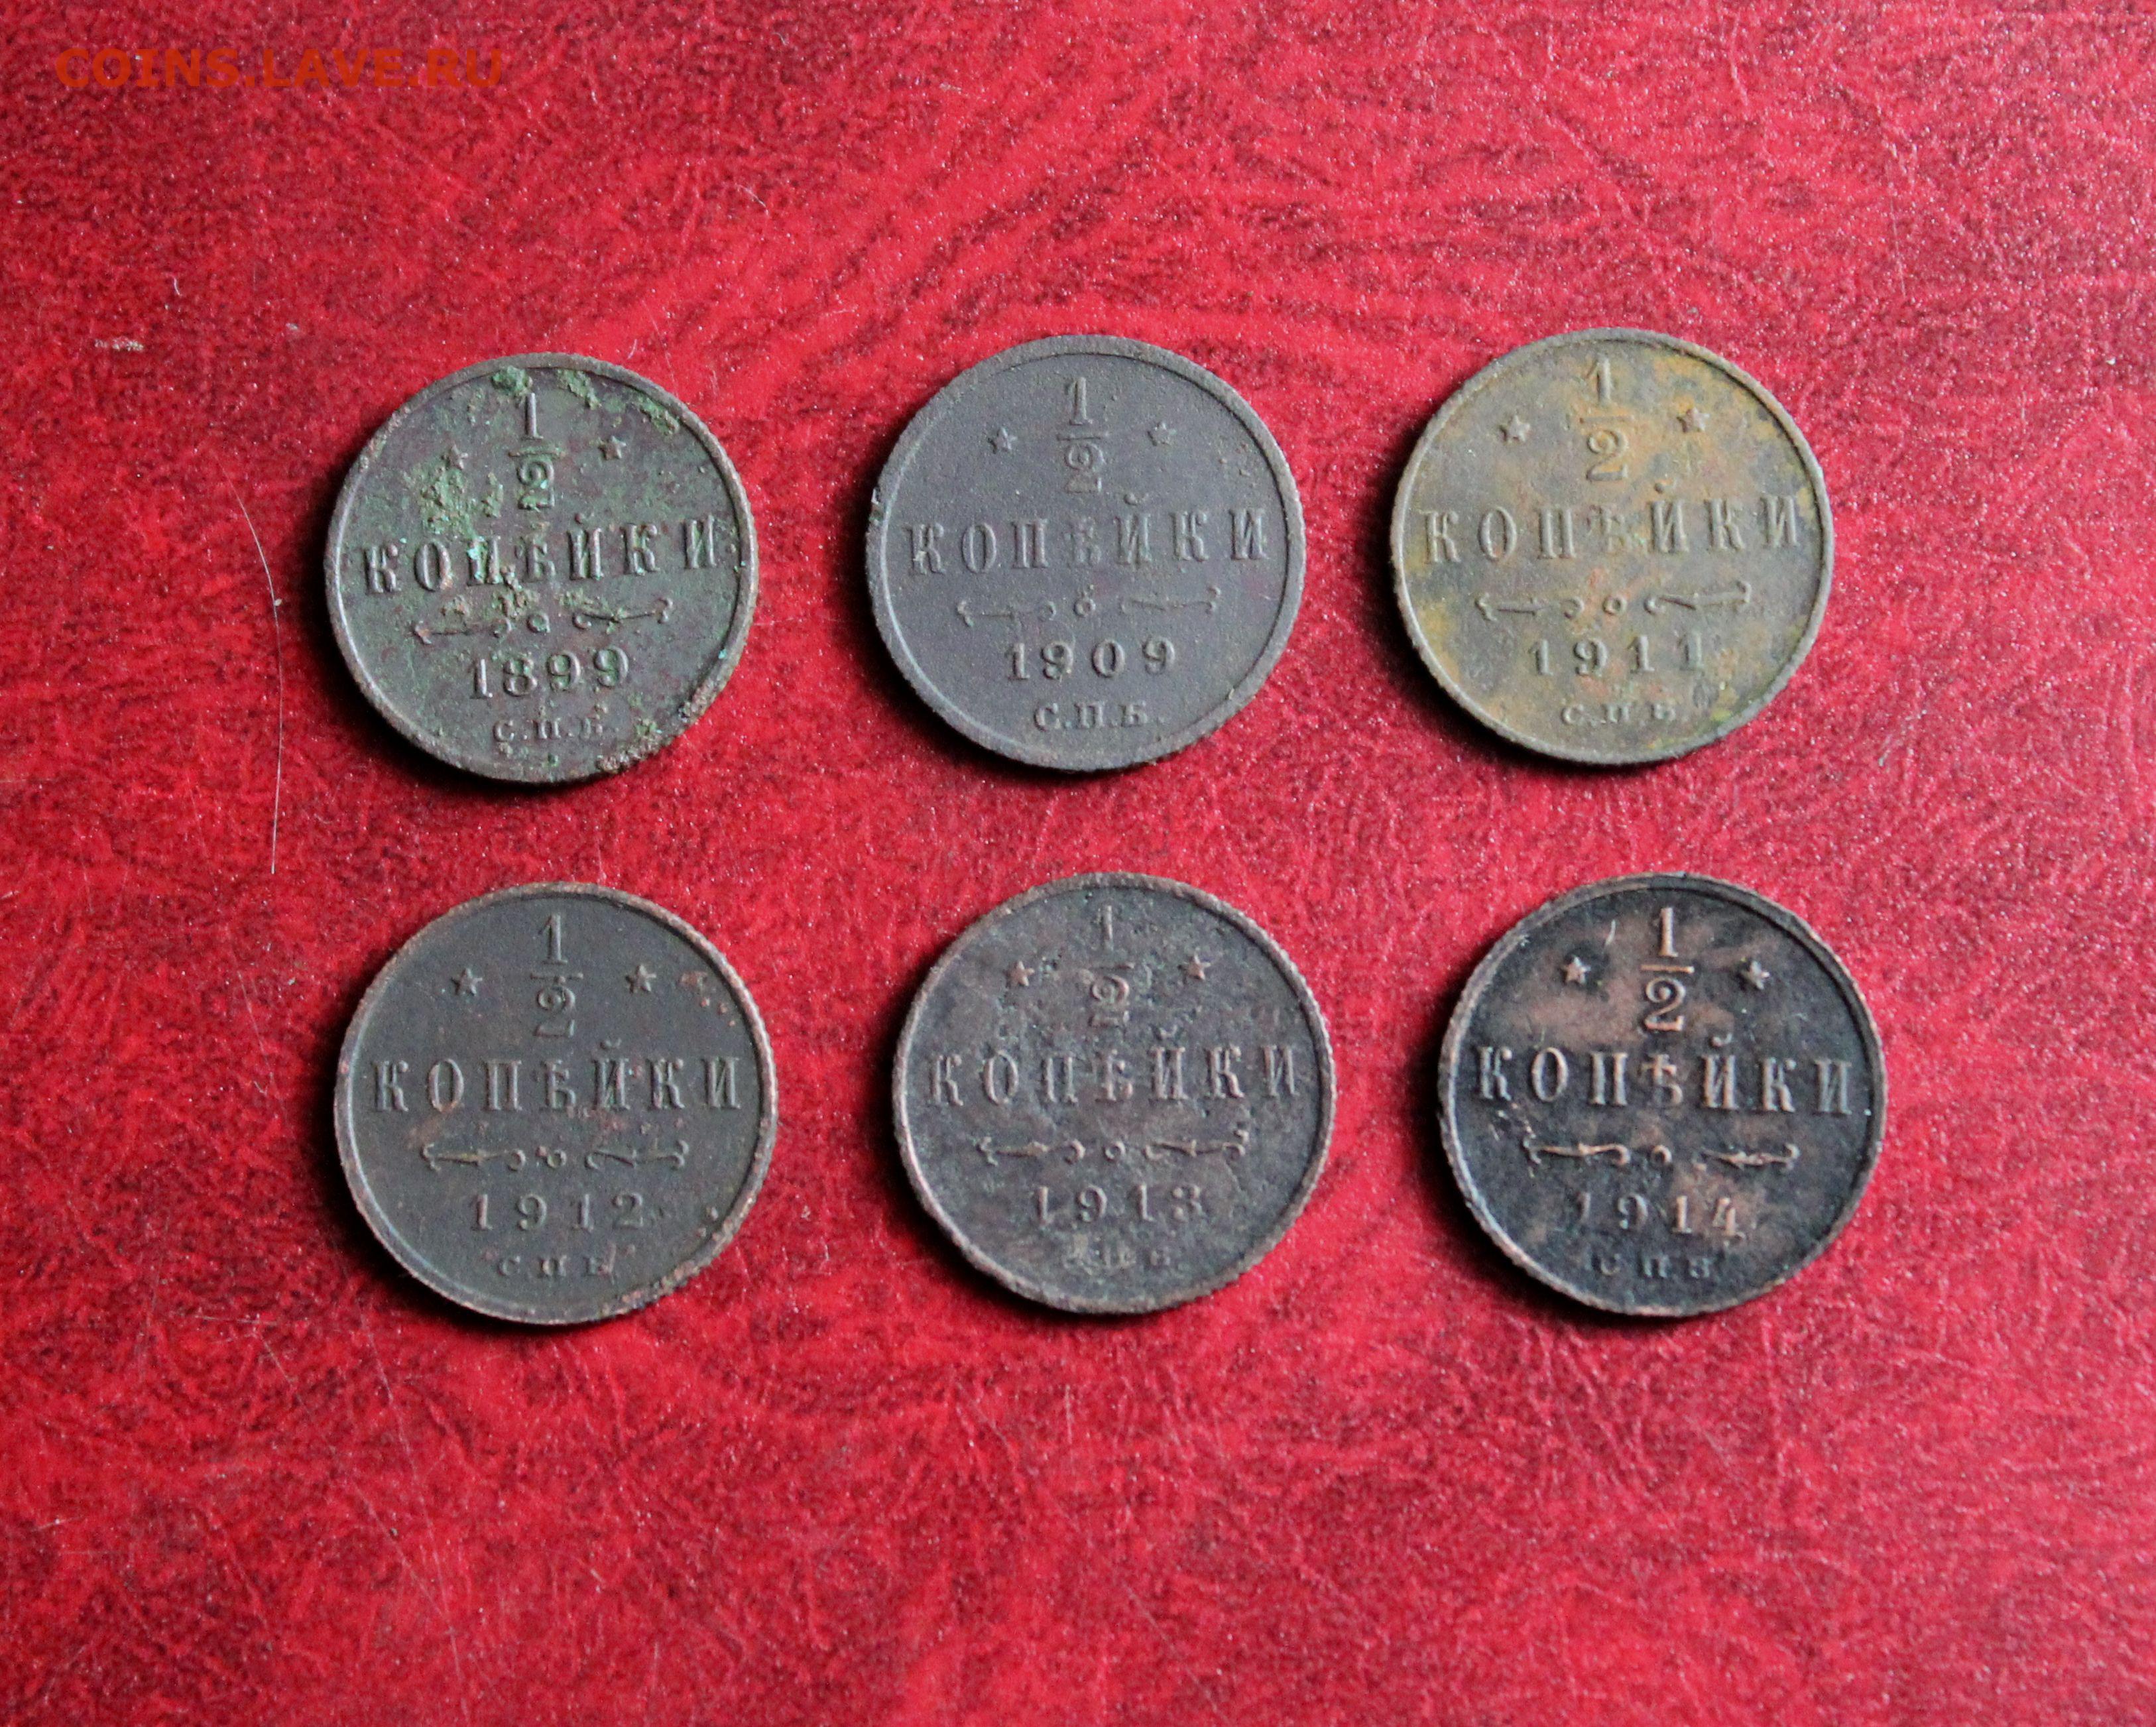 COINS.LAVE.RU
1
2
КОПѢЙКИ
1899
С.П.Б.
1
2
КОПѢЙКИ
1909
С.П.Б.
1
2
КОПѢЙКИ
1911
С.П.Б.
1
2
КОПѢЙКИ
1912
С П Б
1
2
КОПѢЙКИ
1913
С.П.Б.
1
2
КОПѢЙКИ
1914
С П Б